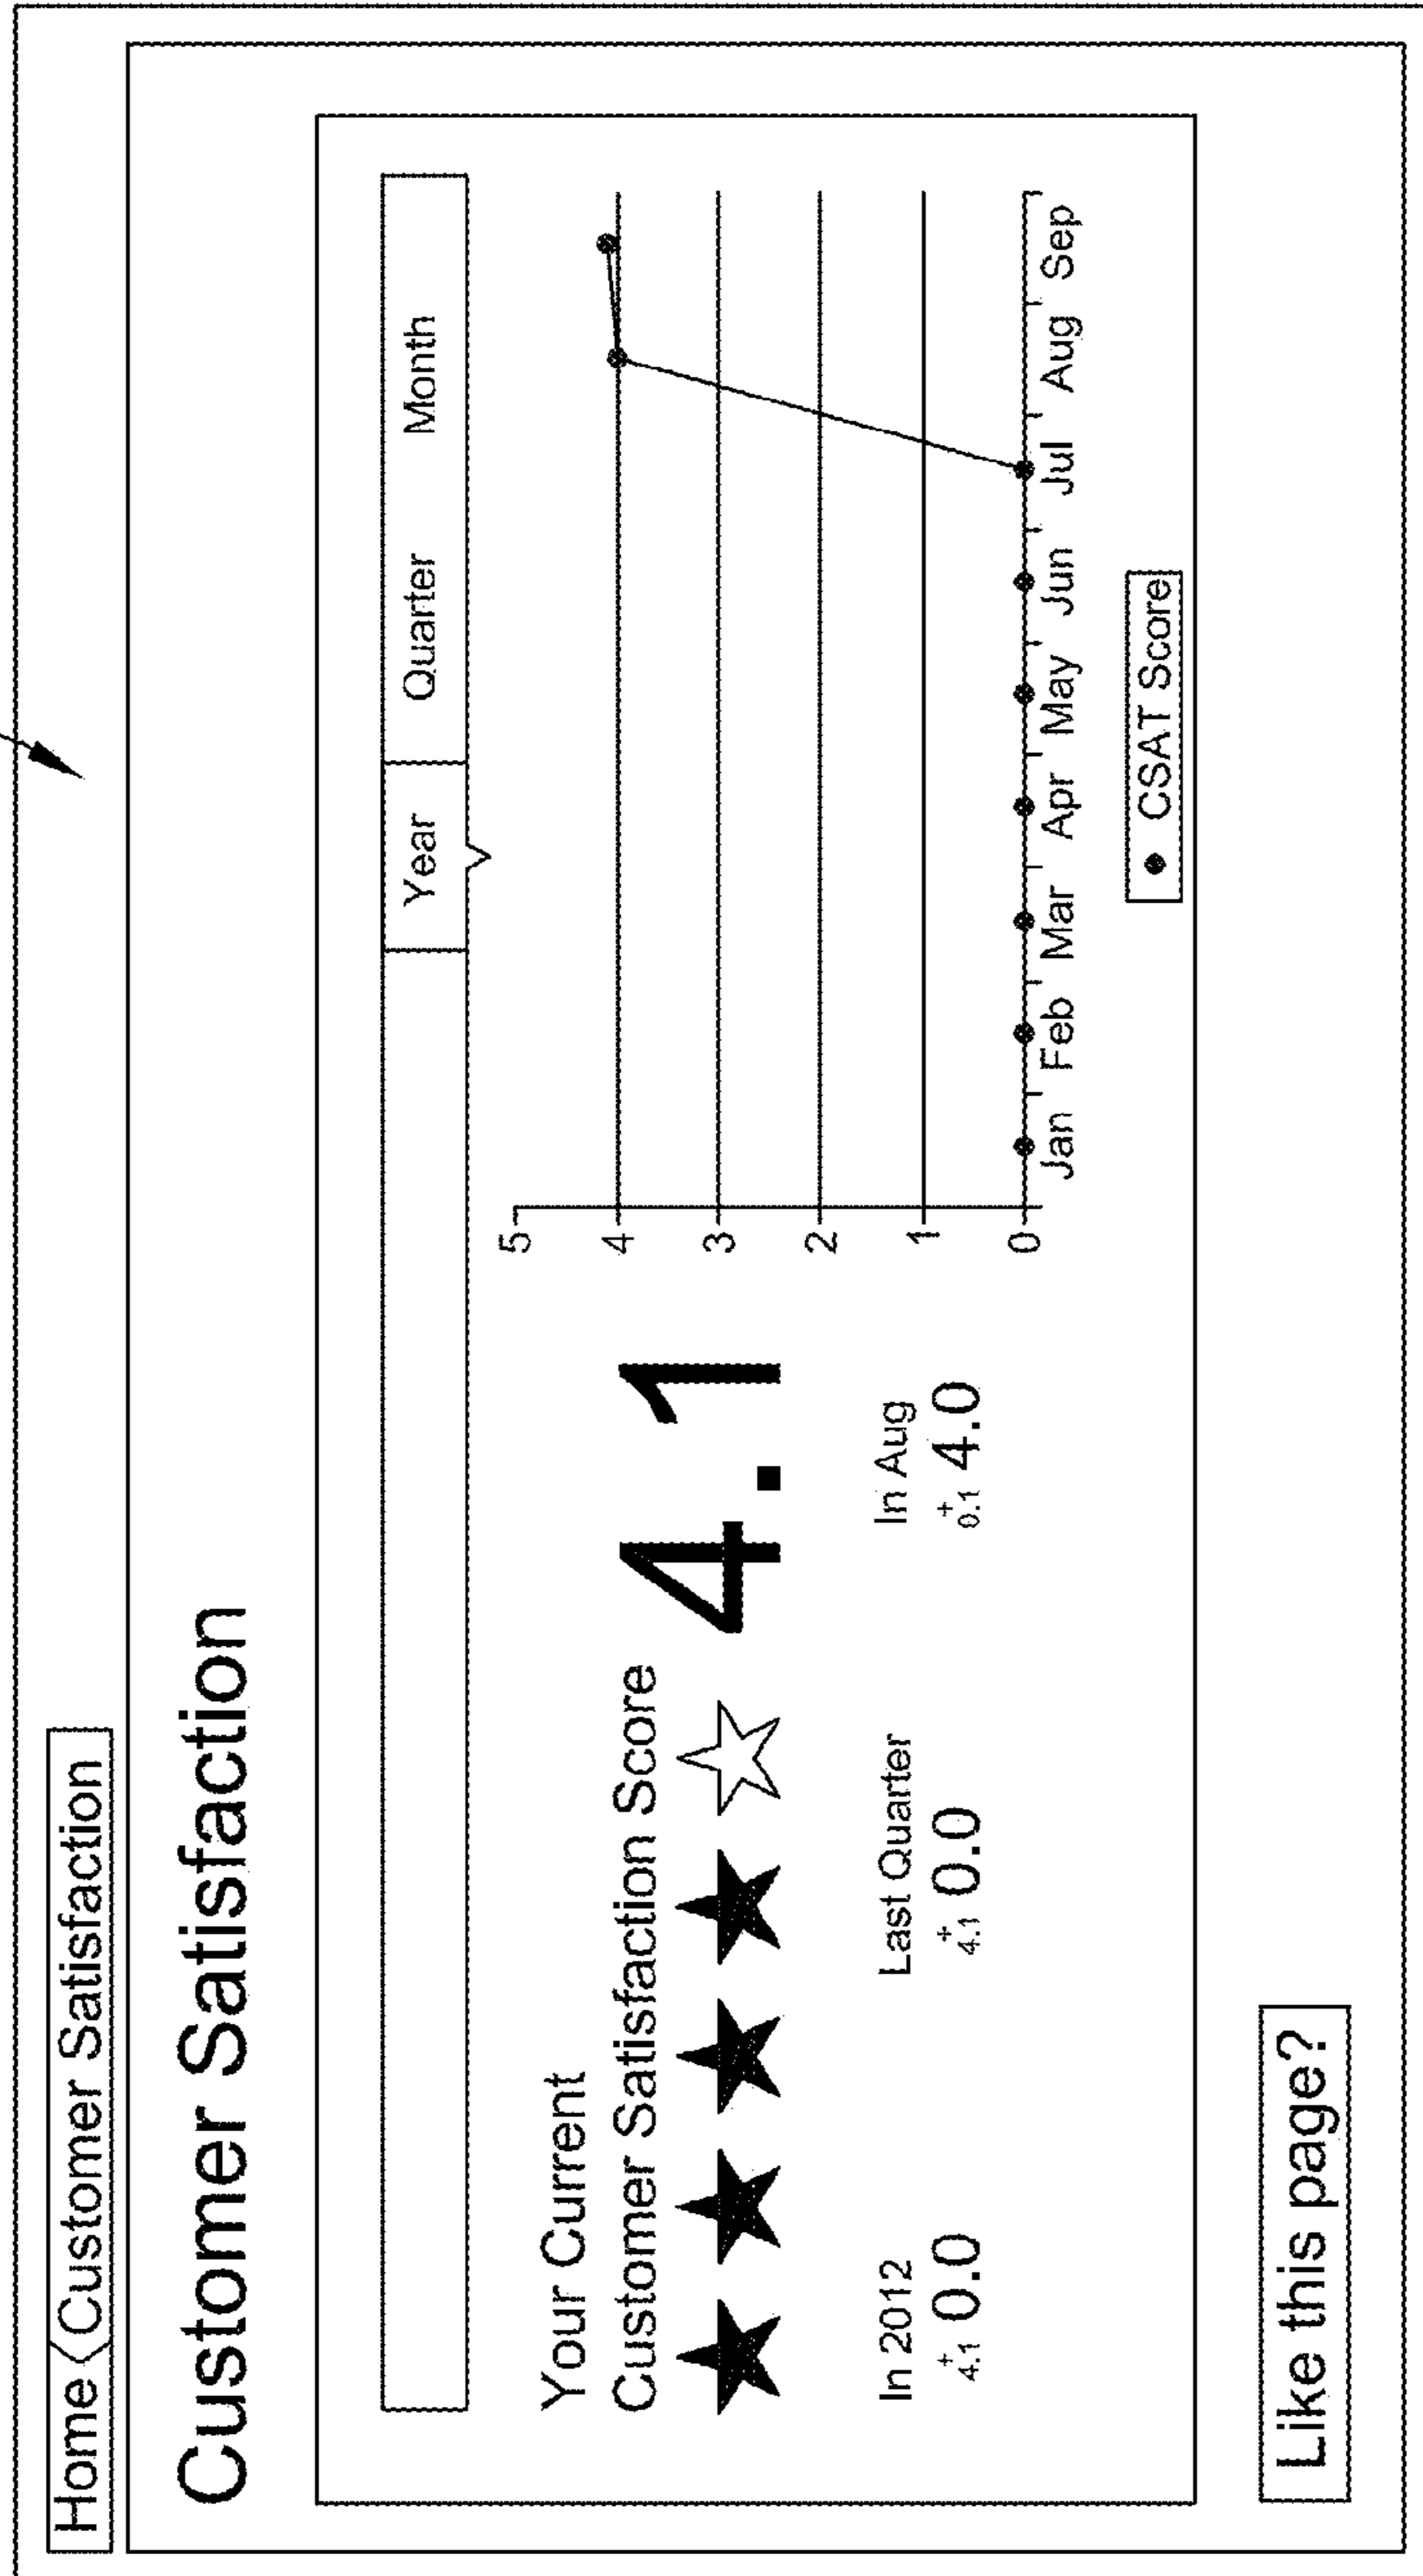 Home Customer Satisfaction
Customer Satisfaction
Year Quarter Month
Your Current
Customer Satisfaction Score
4.1
In 2012
+ 4.1 0.0
Last Quarter
+ 4.1 0.0
In Aug
+ 0.1 4.0
5
4
3
2
1
0
Jan Feb Mar Apr May Jun Jul Aug Sep
CSAT Score
Like this page?